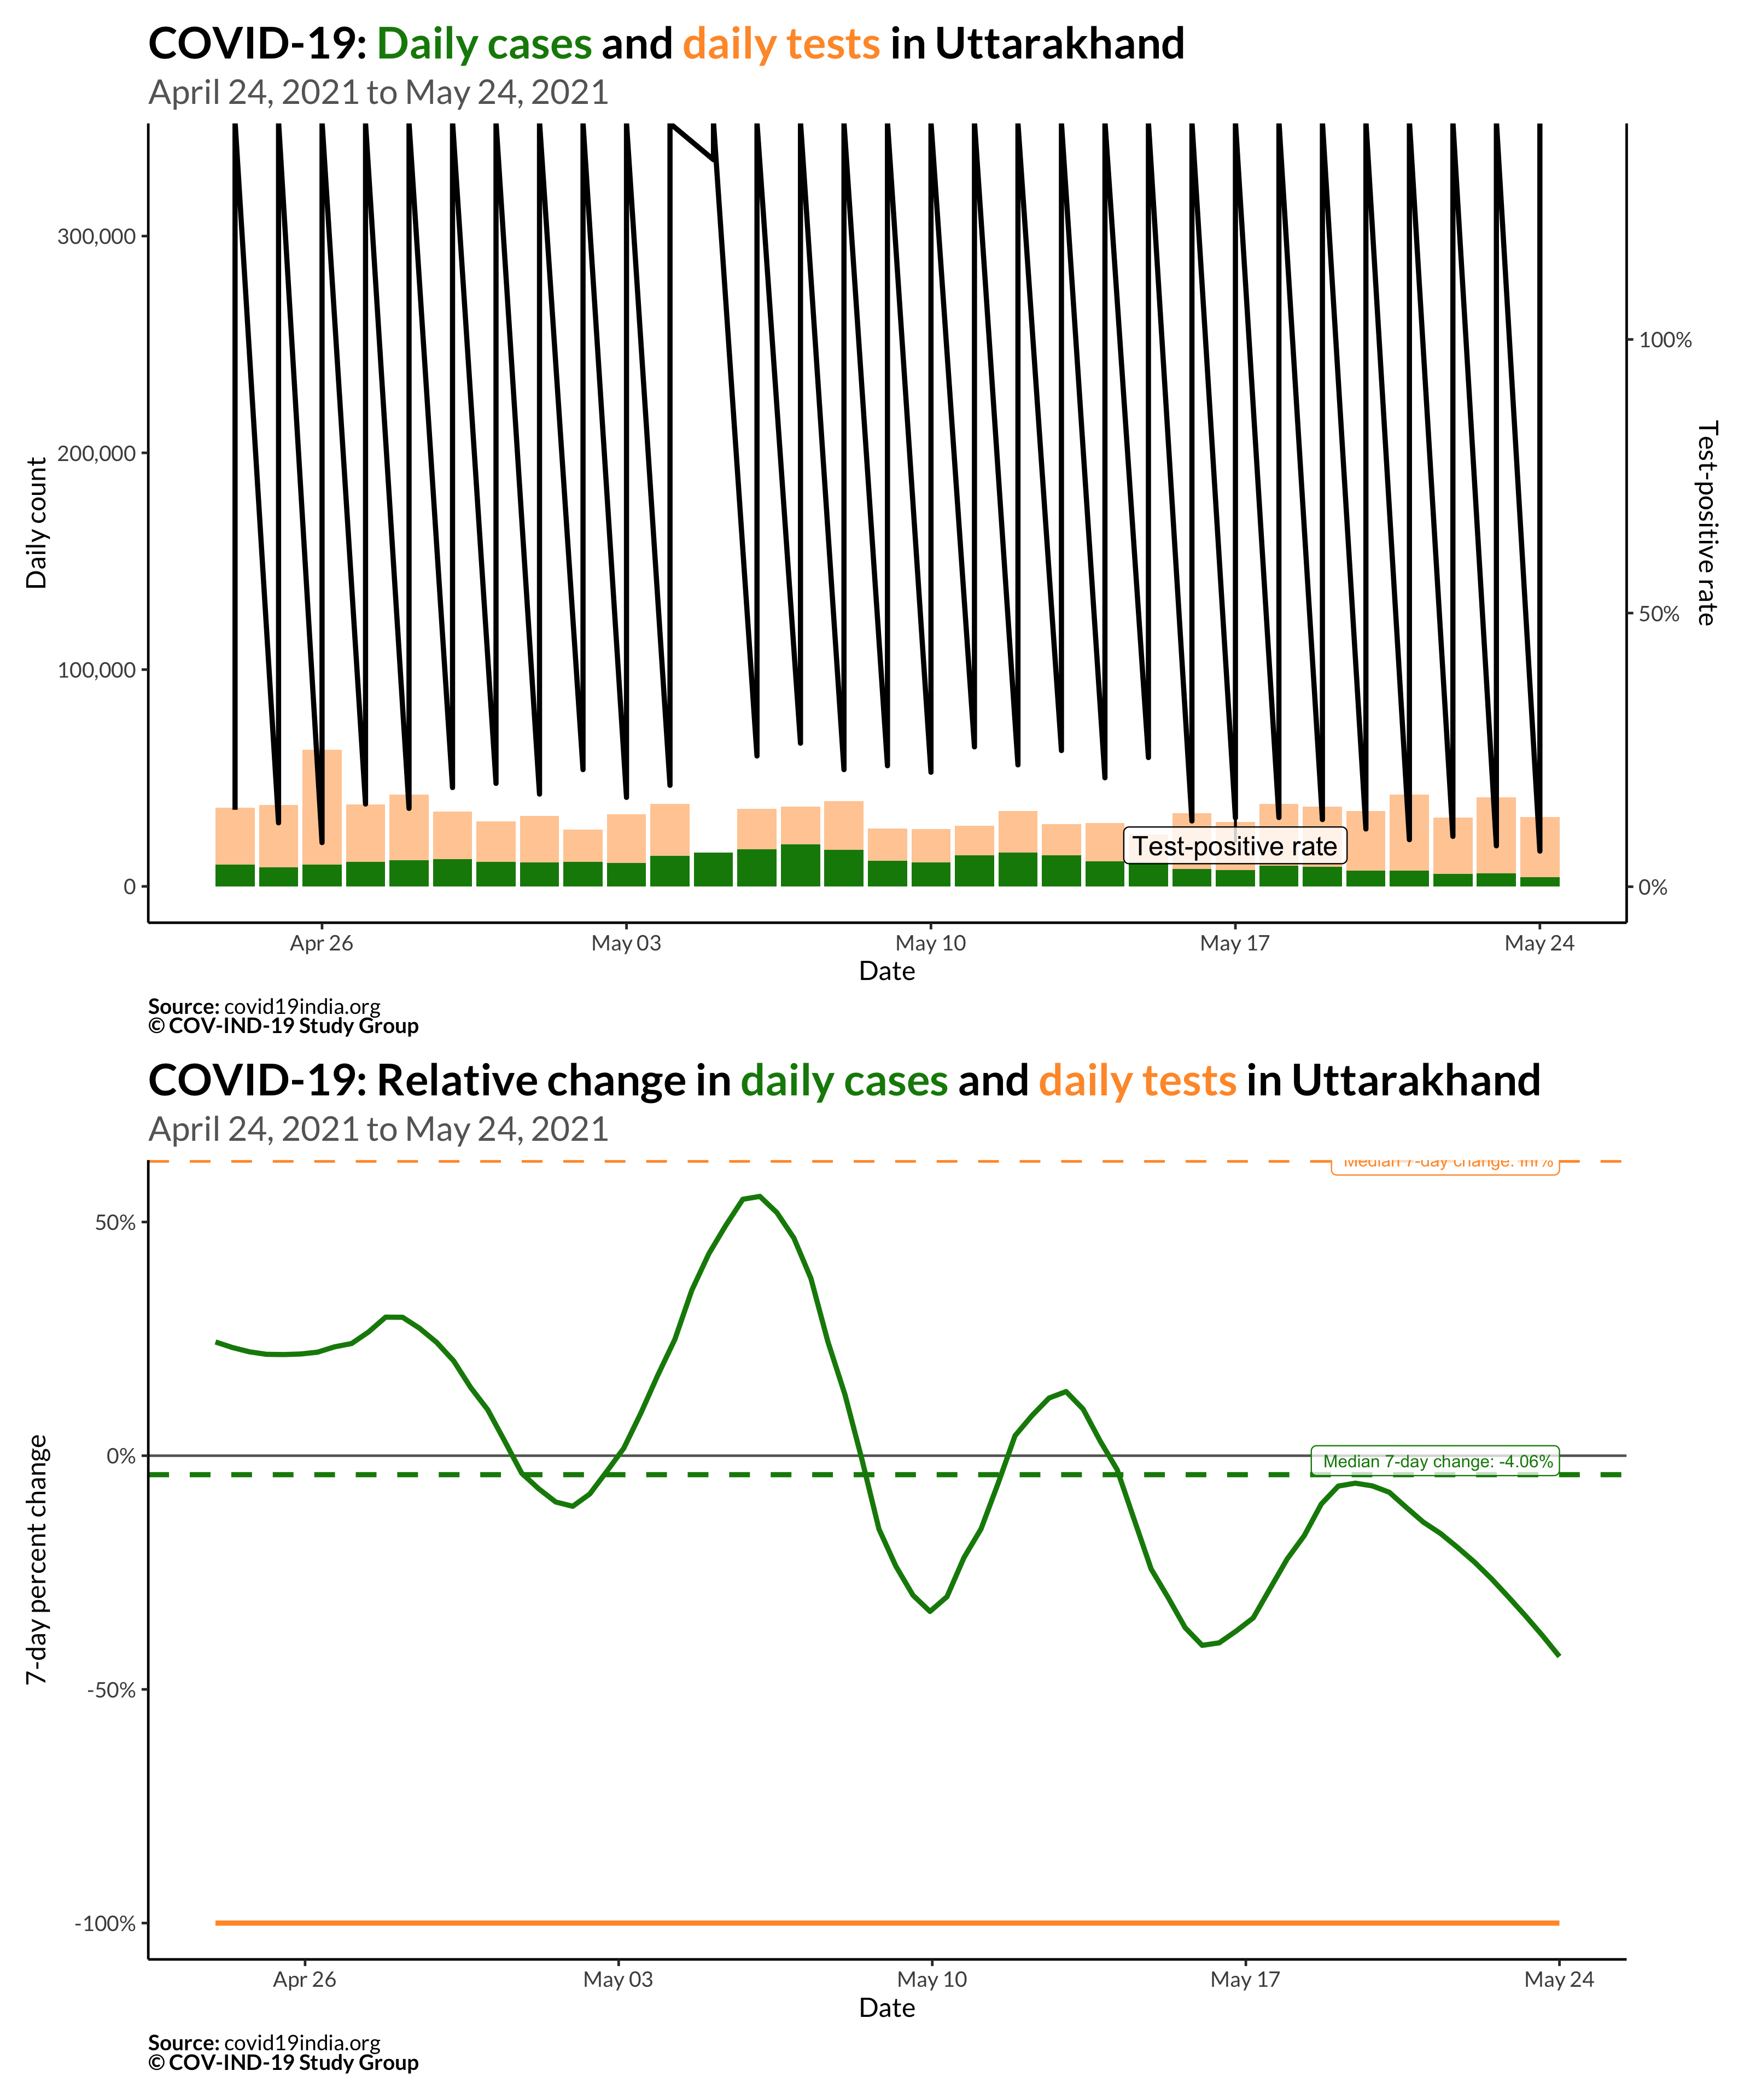 COVID-19: Daily cases and daily tests in Uttarakhand
April 24, 2021 to May 24, 2021
300,000
200,000
100,000
0
Daily count
100%
50%
0%
Test-positive rate
Test-positive rate
Apr 26
May 03
May 10
May 17
May 24
Date
Source: covid19india.org
© COV-IND-19 Study Group
COVID-19: Relative change in daily cases and daily tests in Uttarakhand
April 24, 2021 to May 24, 2021
Median 7-day change: Inf%
50%
0%
-50%
-100%
7-day percent change
Median 7-day change: -4.06%
Apr 26
May 03
May 10
May 17
May 24
Date
Source: covid19india.org
© COV-IND-19 Study Group